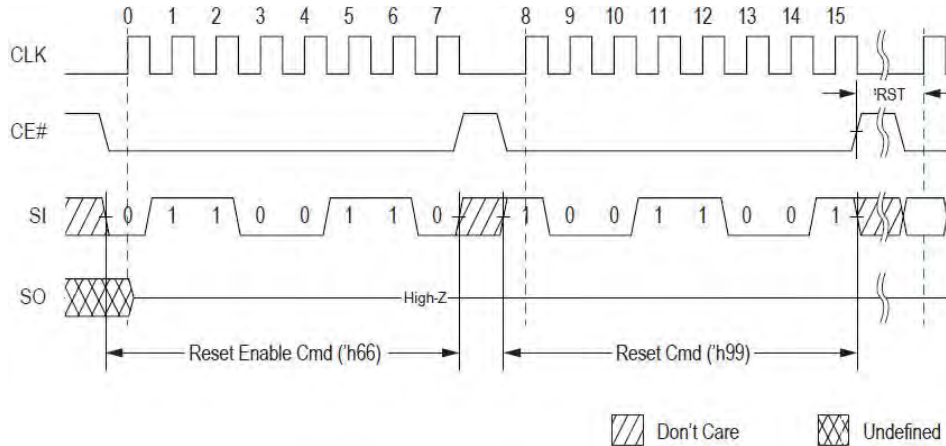 0 1 2 3 4 5 6 7 8 9 10 11 12 13 14 15
CLK
tRST
CE#
SI 0 1 1 0 0 1 1 0 1 0 0 1 1 0 0 1
SO
High-Z
Reset Enable Cmd ('h66) Reset Cmd ('h99)
Don't Care Undefined